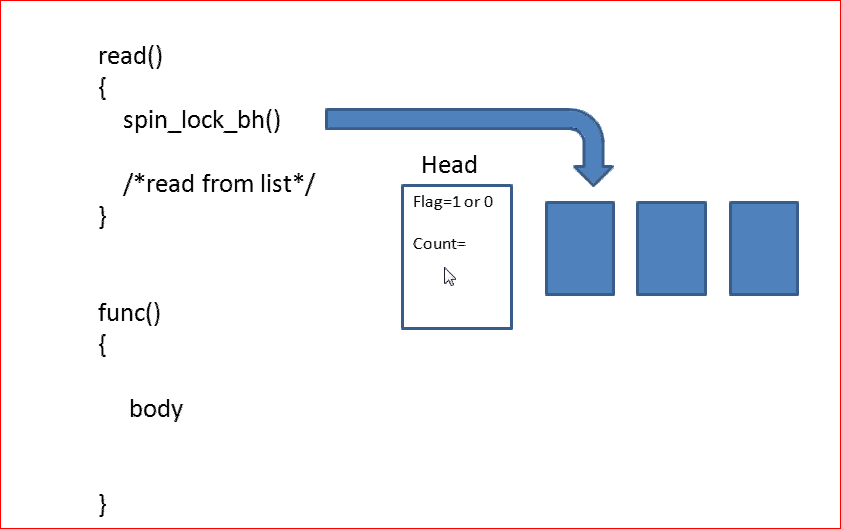 read()
{
spin_lock_bh()
/*read from list*/
}
Head
Flag=1 or 0
Count=
func()
{
body
}